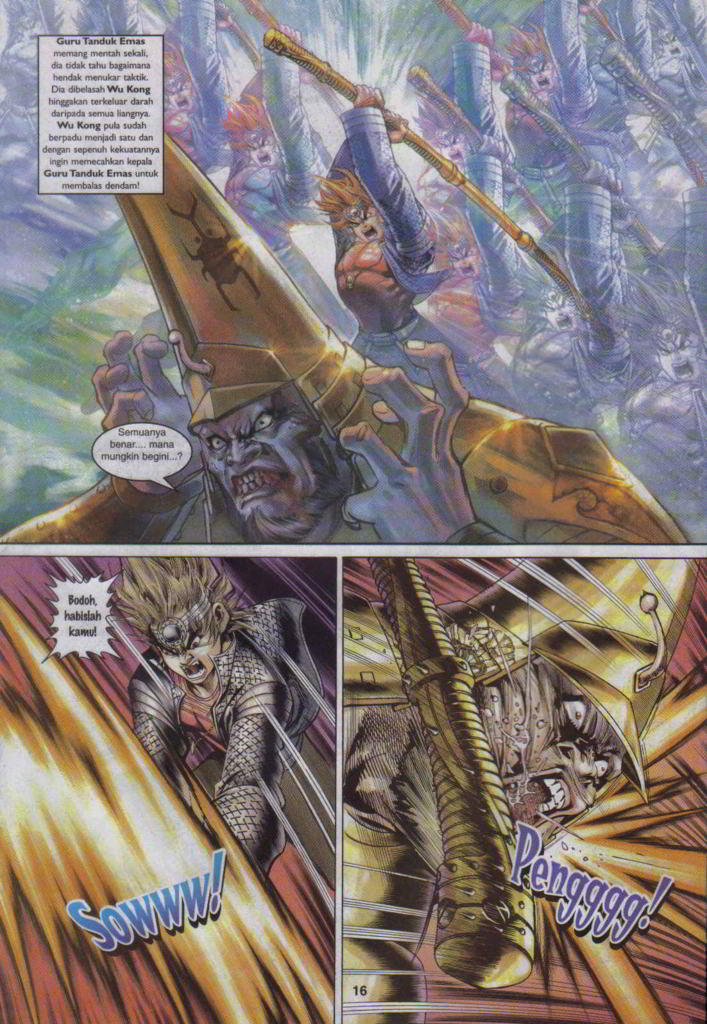 Guru Tanduk Emas
memang mentah sekali,
dia tidak tahu bagaimana
hendak menukar taktik.
Dia dibelasah Wu Kong
hinggakan terkeluar darah
daripada semua liangnya.
Wu Kong pula sudah
berpadu menjadi satu dan
dengan sepenuh kekuatannya
ingin memecahkan kepala
Guru Tanduk Emas untuk
membalas dendam!
Semuanya
benar.... mana
mungkin begini...?
Bodoh,
habislah
kamu!
Sowww!
Pengggg!
16